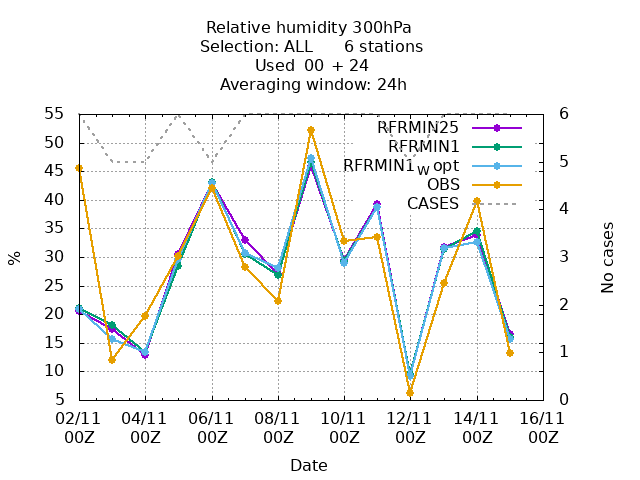 Relative humidity 300hPa
Selection: ALL 6 stations
Used 00 + 24
Averaging window: 24h
55
50
45
40
35
30
25
20
15
10
5
%
6
5
4
3
2
1
0
No cases
RFRMIN25
RFRMIN1
RFRMIN1w opt
OBS
CASES
02/11 04/11 06/11 08/11 10/11 12/11 14/11 16/11
00Z 00Z 00Z 00Z 00Z 00Z 00Z 00Z
Date